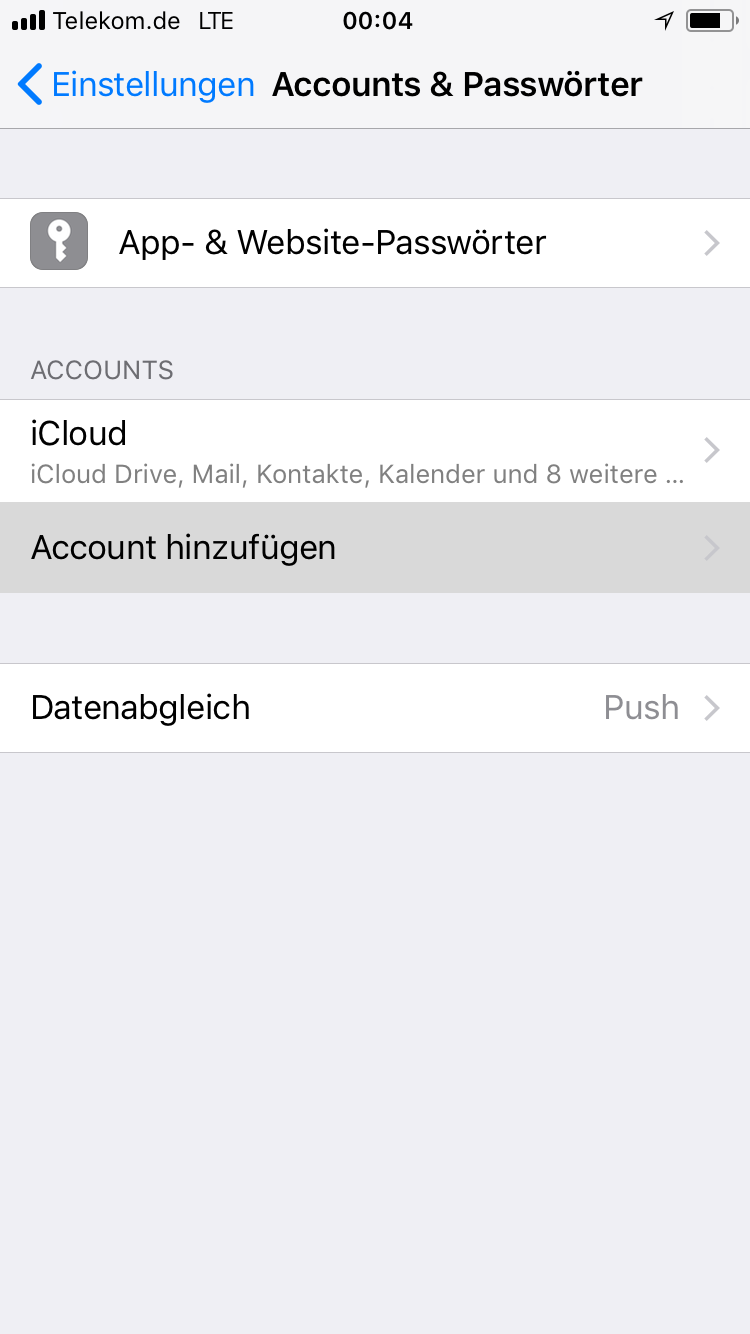 Telekom.de LTE 00:04
Einstellungen Accounts & Passwörter
App- & Website-Passwörter
ACCOUNTS
iCloud
iCloud Drive, Mail, Kontakte, Kalender und 8 weitere ...
Account hinzufügen
Datenabgleich Push